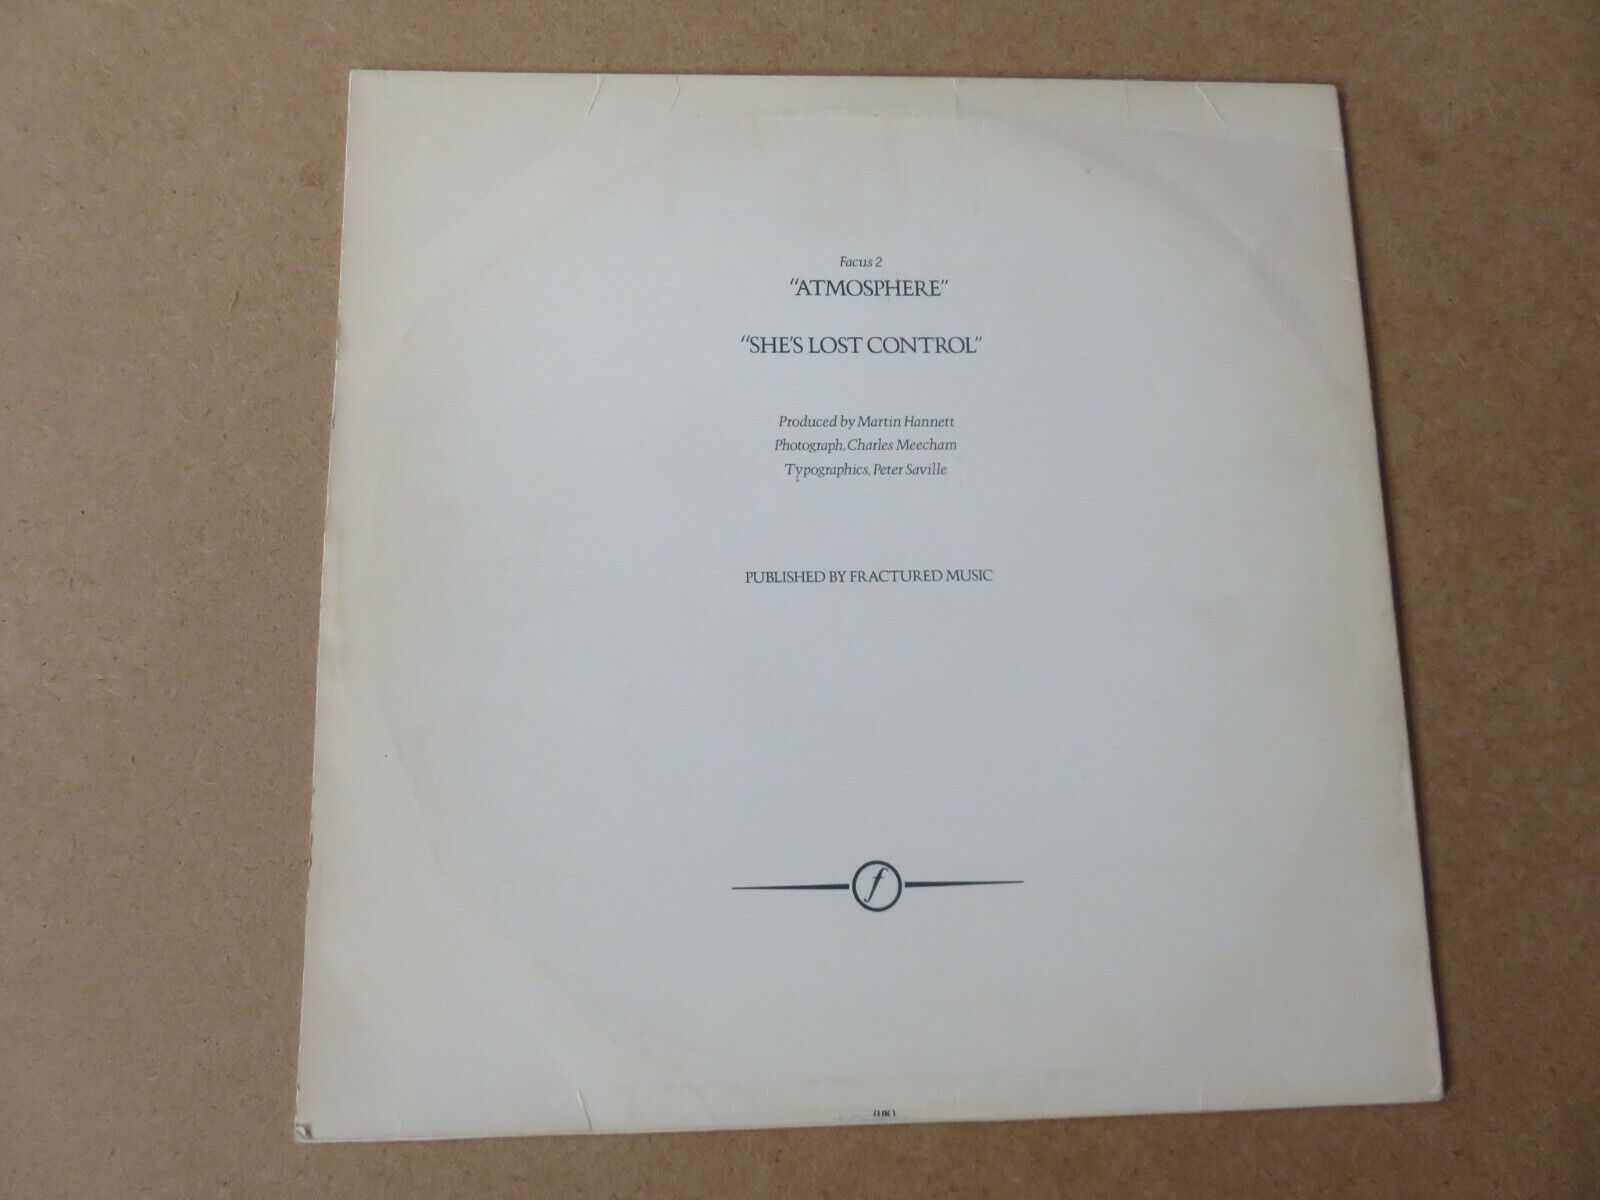 Facus 2
"ATMOSPHERE"
"SHE'S LOST CONTROL"
Produced by Martin Hannett
Photograph, Charles Meecham
Typographics, Peter Saville
PUBLISHED BY FRACTURED MUSIC
f
(UK)